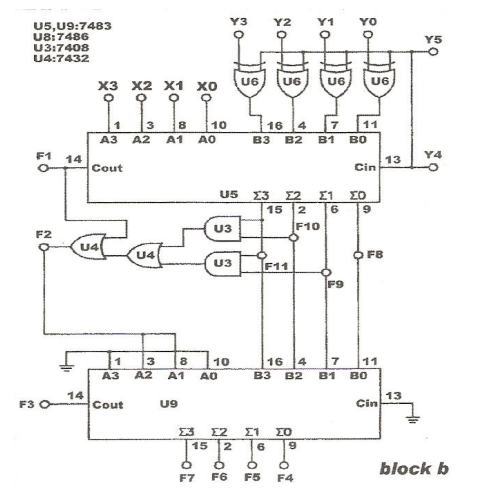 U5,U9:7483
U8:7486
U3:7408
U4:7432
Y3 Y2 Y1 Y0
Y5
U6 U6 U6 U6
X3 X2 X1 X0
1 3 8 10 16 4 7 11
A3 A2 A1 A0 B3 B2 B1 B0
F1 14 Cout Cin 13 Y4
U5 Σ3 Σ2 Σ1 Σ0
15 2 6 9
F2 U4 U4 U3 F10
U3 F11 F9 F8
1 3 8 10 16 4 7 11
A3 A2 A1 A0 B3 B2 B1 B0
F3 14 Cout U9 Cin 13
Σ3 Σ2 Σ1 Σ0
15 2 6 9
F7 F6 F5 F4
block b